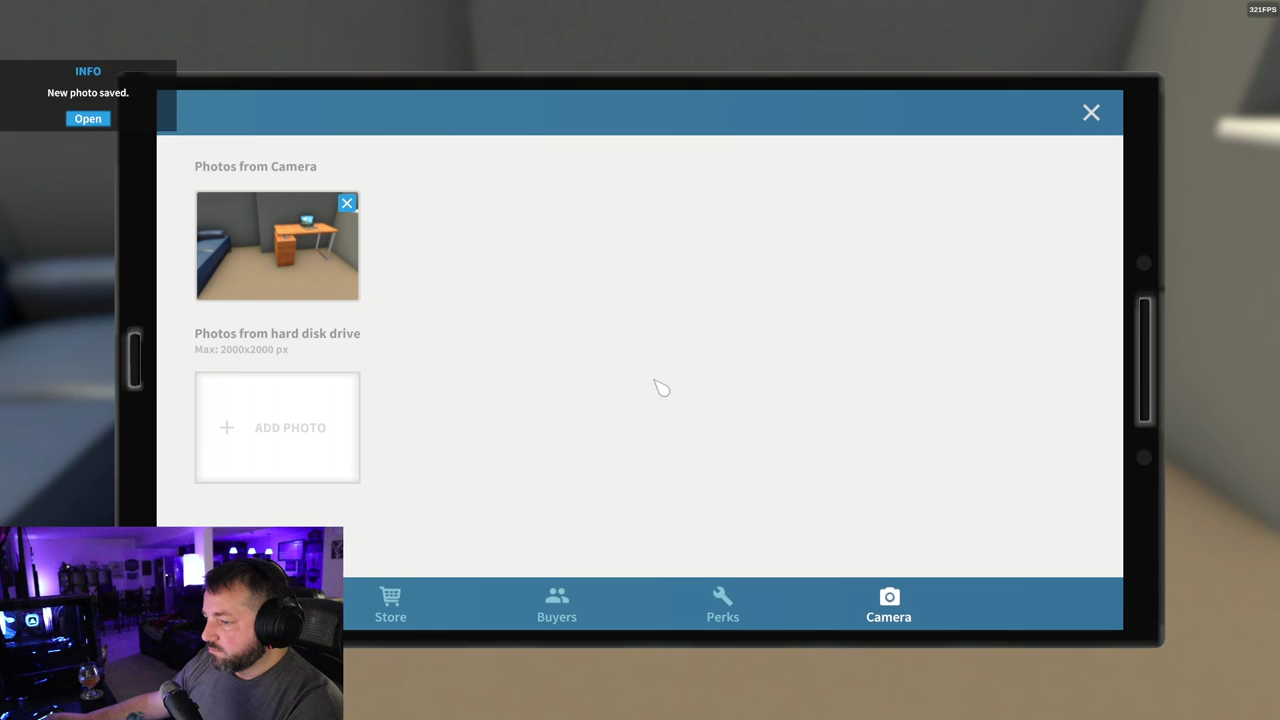 321FPS
INFO
New photo saved.
Open
Photos from Camera
Photos from hard disk drive
Max: 2000x2000 px
ADD PHOTO
Store
Buyers
Perks
Camera